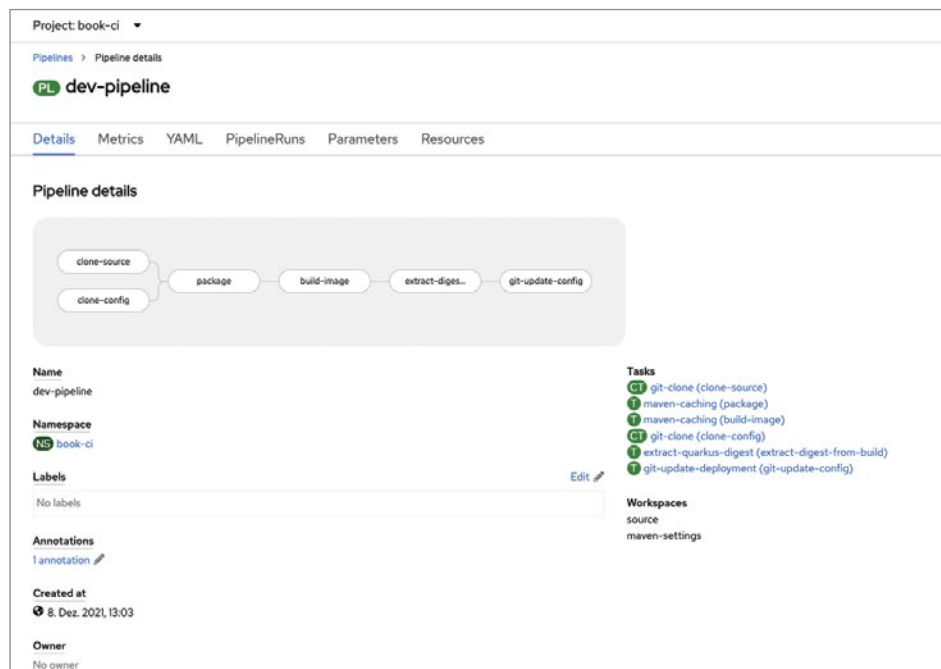 Project: book-ci
Pipelines > Pipeline details
PL dev-pipeline
Details Metrics YAML PipelineRuns Parameters Resources
Pipeline details
clone-source
clone-config
package
build-image
extract-diges...
git-update-config
Name
dev-pipeline
Namespace
NS book-ci
Labels
Edit
No labels
Annotations
1 annotation
Created at
8. Dez. 2021, 13:03
Owner
No owner
Tasks
CT git-clone (clone-source)
T maven-caching (package)
T maven-caching (build-image)
CT git-clone (clone-config)
T extract-quarkus-digest (extract-digest-from-build)
T git-update-deployment (git-update-config)
Workspaces
source
maven-settings